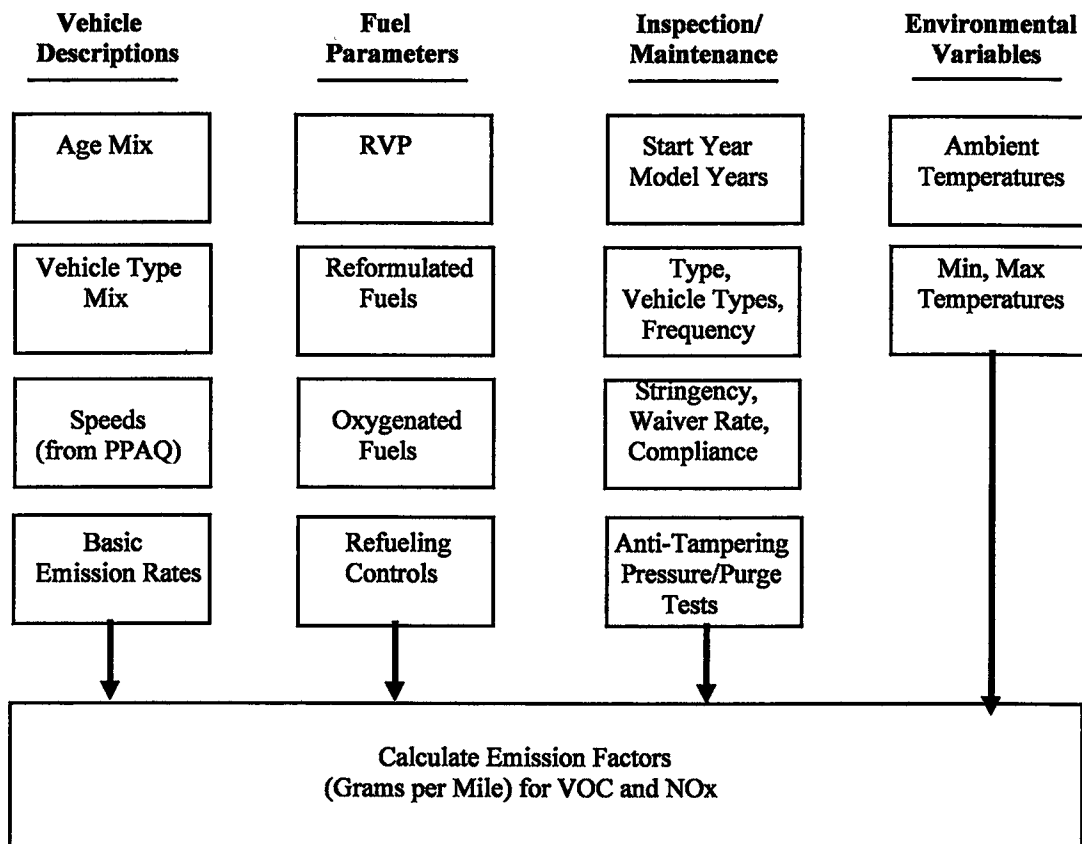 Vehicle
Descriptions
Fuel
Parameters
Inspection/
Maintenance
Environmental
Variables
Age Mix
RVP
Start Year
Model Years
Ambient
Temperatures
Vehicle Type
Mix
Reformulated
Fuels
Type,
Vehicle Types,
Frequency
Min, Max
Temperatures
Speeds
(from PPAQ)
Oxygenated
Fuels
Stringency,
Waiver Rate,
Compliance
Basic
Emission Rates
Refueling
Controls
Anti-Tampering
Pressure/Purge
Tests
Calculate Emission Factors
(Grams per Mile) for VOC and NOx